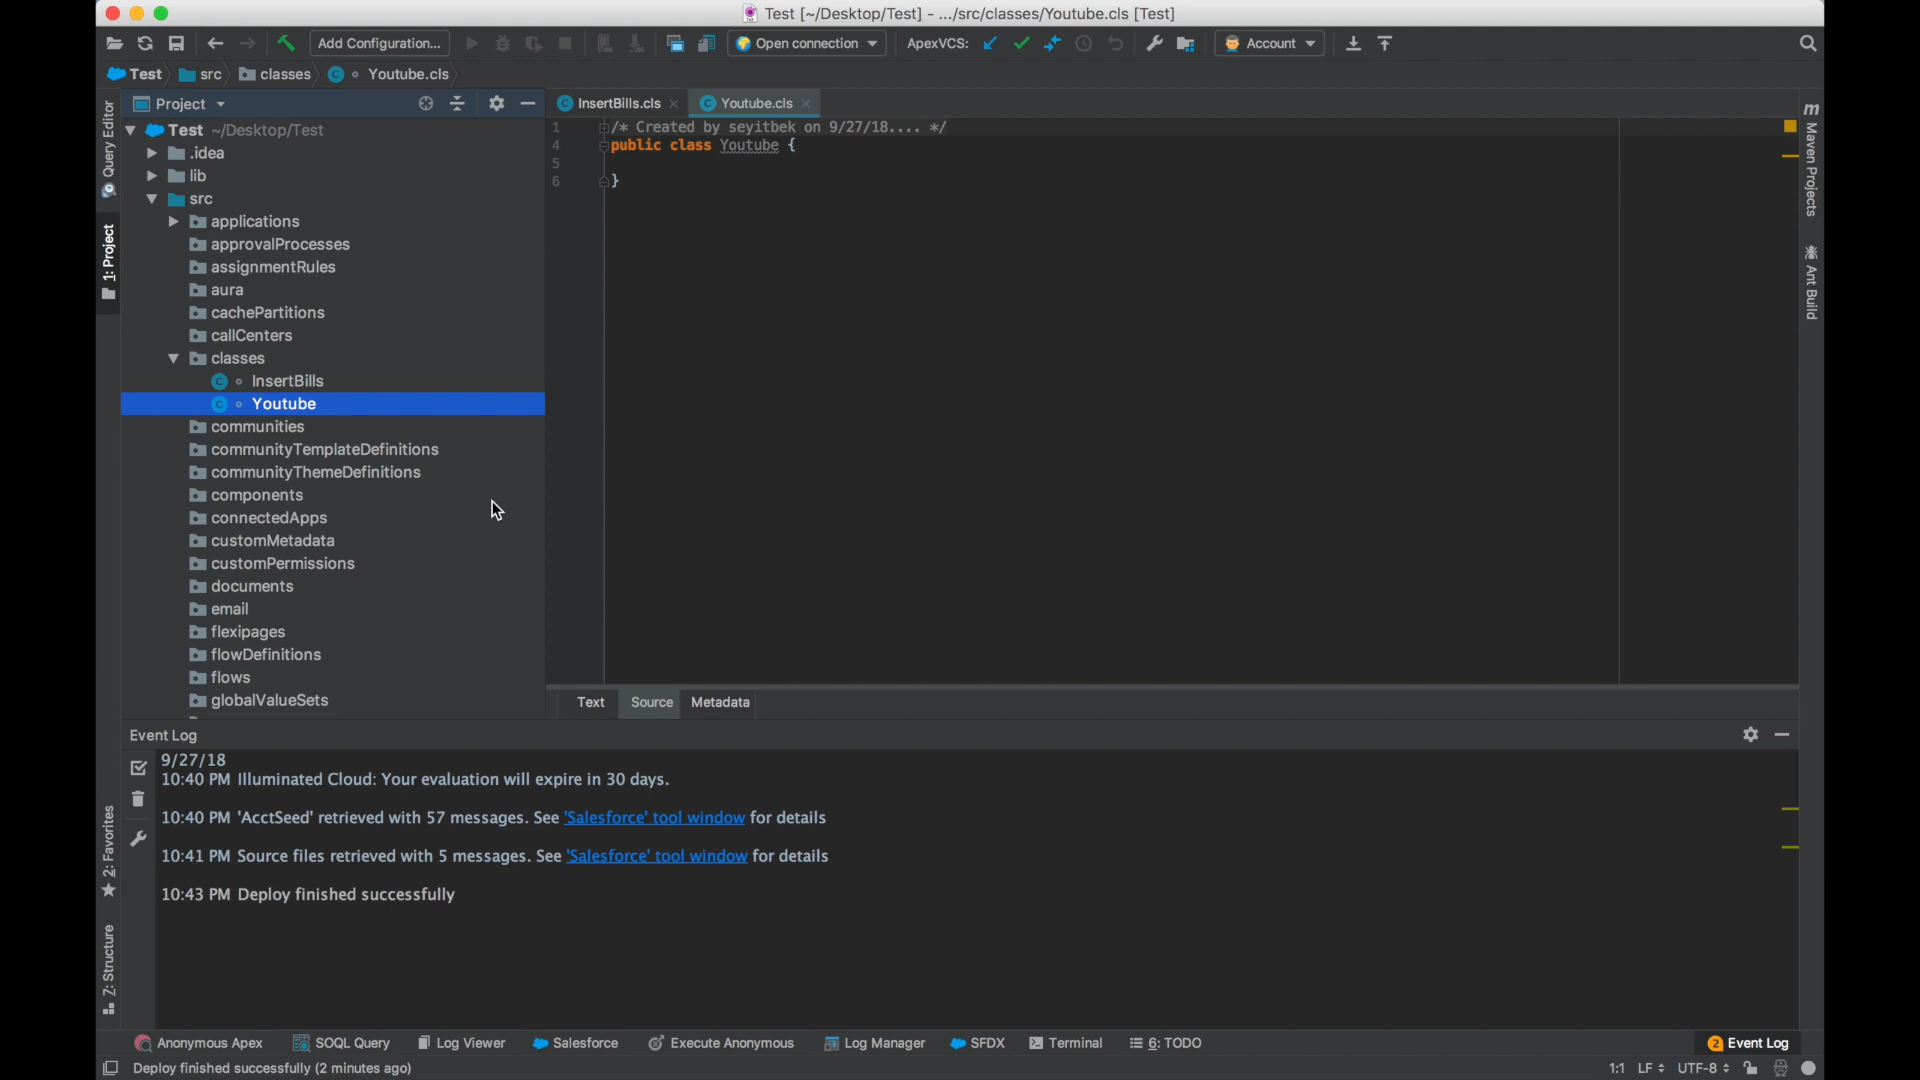 Test [~/Desktop/Test] - .../src/classes/Youtube.cls [Test]
Add Configuration... Open connection ApexVCS: Account
Test src classes Youtube.cls
Query Editor
1: Project
2: Favorites
Z: Structure
Project
Test ~/Desktop/Test
.idea
lib
src
applications
approvalProcesses
assignmentRules
aura
cachePartitions
callCenters
classes
InsertBills
Youtube
communities
communityTemplateDefinitions
communityThemeDefinitions
components
connectedApps
customMetadata
customPermissions
documents
email
flexipages
flowDefinitions
flows
globalValueSets
InsertBills.cls Youtube.cls
1 /* Created by seyitbek on 9/27/18.... */
4 public class Youtube {
5
6 }
Text Source Metadata
m Maven Projects
Ant Build
Event Log
9/27/18
10:40 PM Illuminated Cloud: Your evaluation will expire in 30 days.
10:40 PM 'AcctSeed' retrieved with 57 messages. See 'Salesforce' tool window for details
10:41 PM Source files retrieved with 5 messages. See 'Salesforce' tool window for details
10:43 PM Deploy finished successfully
Anonymous Apex SOQL Query Log Viewer Salesforce Execute Anonymous Log Manager SFDX Terminal 6: TODO 2 Event Log
Deploy finished successfully (2 minutes ago) 1:1 LF UTF-8